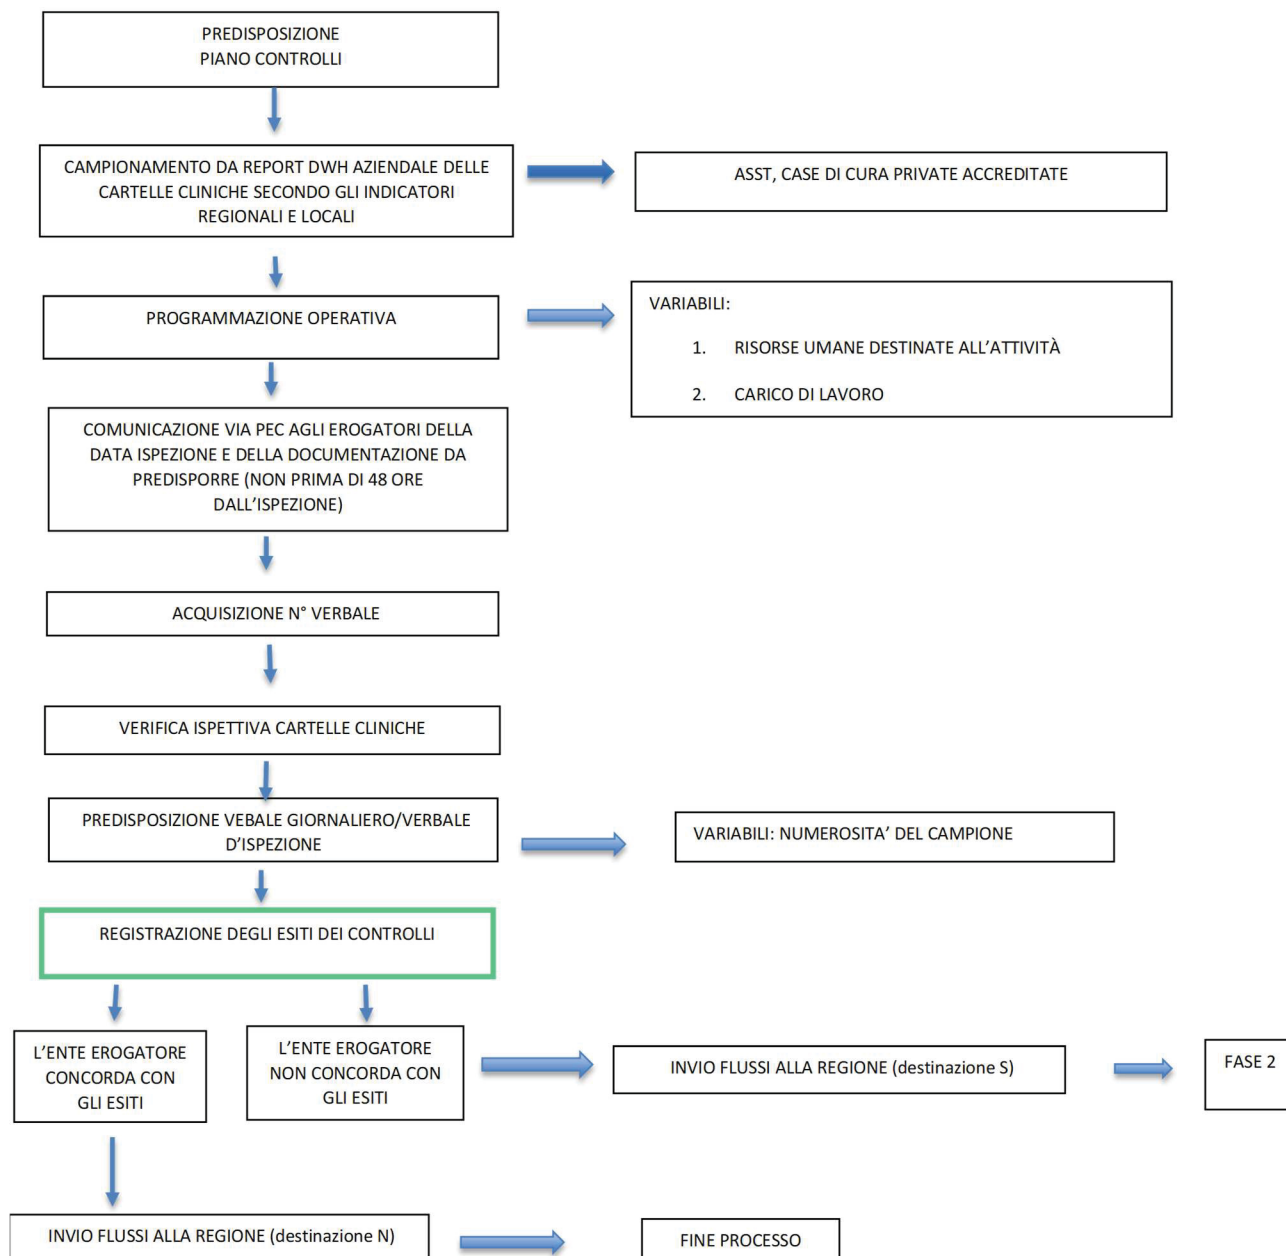 PREDISPOSIZIONE
PIANO CONTROLLI
CAMPIONAMENTO DA REPORT DWH AZIENDALE DELLE
CARTELLE CLINICHE SECONDO GLI INDICATORI
REGIONALI E LOCALI
ASST, CASE DI CURA PRIVATE ACCREDITATE
PROGRAMMAZIONE OPERATIVA
VARIABILI:
1. RISORSE UMANE DESTINATE ALL’ATTIVITÀ
2. CARICO DI LAVORO
COMUNICAZIONE VIA PEC AGLI EROGATORI DELLA
DATA ISPEZIONE E DELLA DOCUMENTAZIONE DA
PREDISPORRE (NON PRIMA DI 48 ORE
DALL’ISPEZIONE)
ACQUISIZIONE N° VERBALE
VERIFICA ISPETTIVA CARTELLE CLINICHE
PREDISPOSIZIONE VEBALE GIORNALIERO/VERBALE
D’ISPEZIONE
VARIABILI: NUMEROSITA’ DEL CAMPIONE
REGISTRAZIONE DEGLI ESITI DEI CONTROLLI
L’ENTE EROGATORE
CONCORDA CON
GLI ESITI
L’ENTE EROGATORE
NON CONCORDA CON
GLI ESITI
INVIO FLUSSI ALLA REGIONE (destinazione S)
FASE 2
INVIO FLUSSI ALLA REGIONE (destinazione N)
FINE PROCESSO